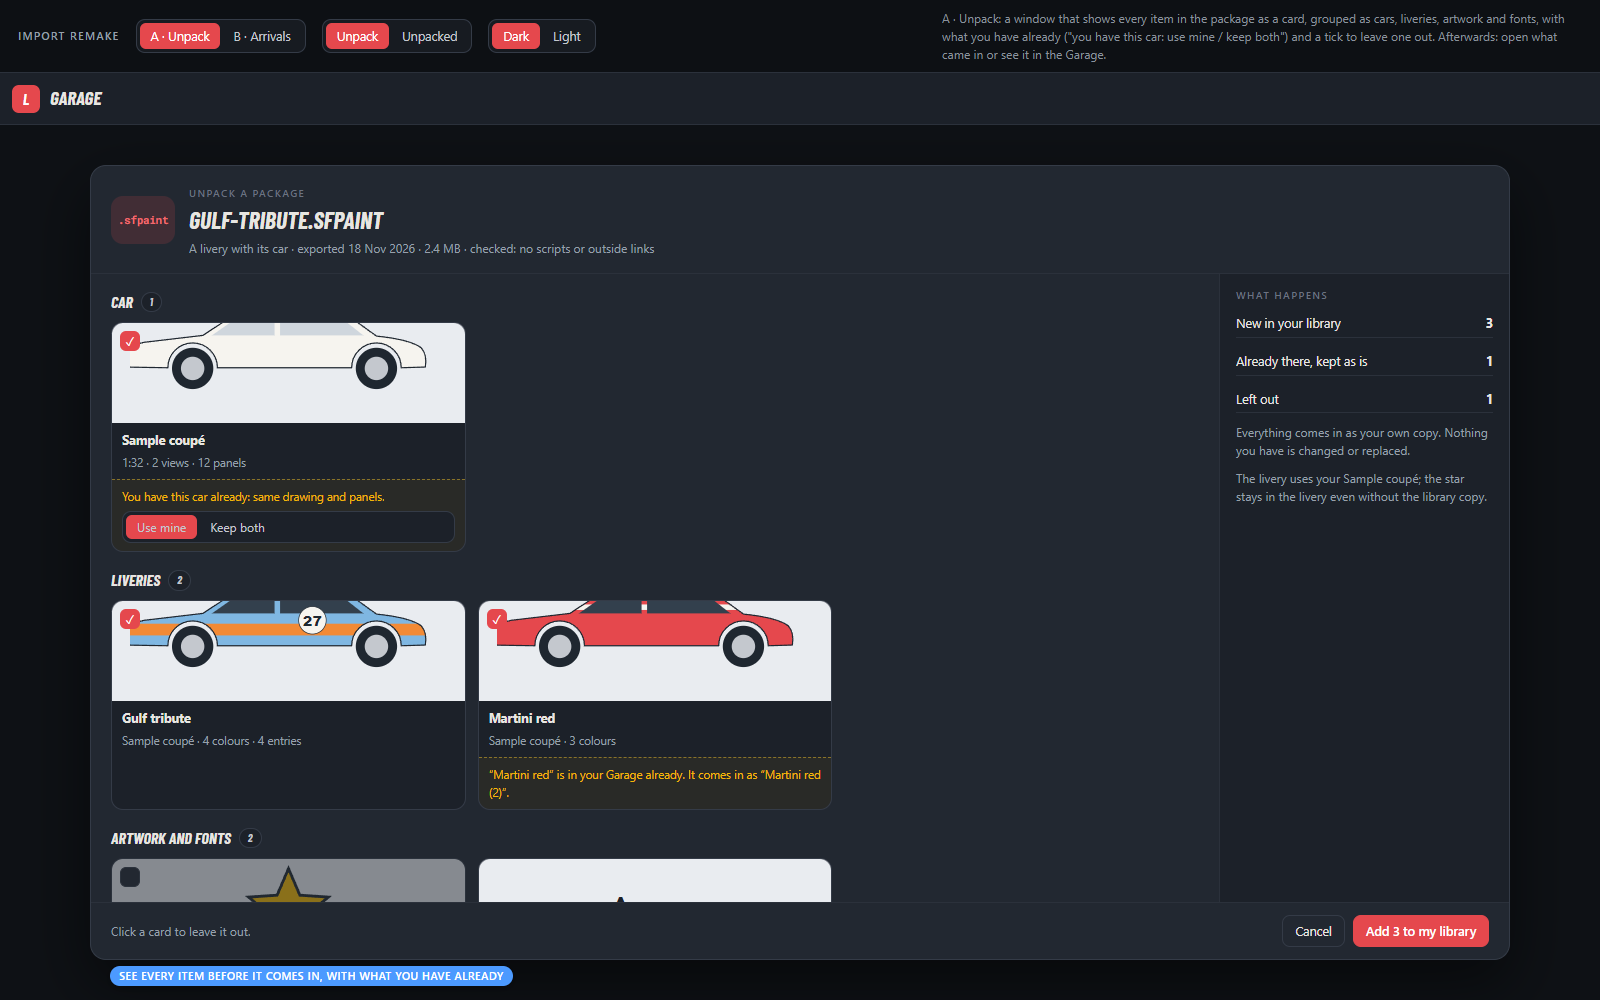 IMPORT REMAKE
A · Unpack
B · Arrivals
Unpack
Unpacked
Dark
Light
A · Unpack: a window that shows every item in the package as a card, grouped as cars, liveries, artwork and fonts, with
what you have already ("you have this car: use mine / keep both") and a tick to leave one out. Afterwards: open what
came in or see it in the Garage.
L
GARAGE
.sfpaint
UNPACK A PACKAGE
GULF-TRIBUTE.SFPAINT
A livery with its car · exported 18 Nov 2026 · 2.4 MB · checked: no scripts or outside links
CAR 1
Sample coupé
1:32 · 2 views · 12 panels
You have this car already: same drawing and panels.
Use mine
Keep both
LIVERIES 2
27
Gulf tribute
Sample coupé · 4 colours · 4 entries
Martini red
Sample coupé · 3 colours
"Martini red" is in your Garage already. It comes in as "Martini red
(2)".
ARTWORK AND FONTS 2
WHAT HAPPENS
New in your library 3
Already there, kept as is 1
Left out 1
Everything comes in as your own copy. Nothing
you have is changed or replaced.
The livery uses your Sample coupé; the star
stays in the livery even without the library copy.
Click a card to leave it out.
Cancel
Add 3 to my library
SEE EVERY ITEM BEFORE IT COMES IN, WITH WHAT YOU HAVE ALREADY